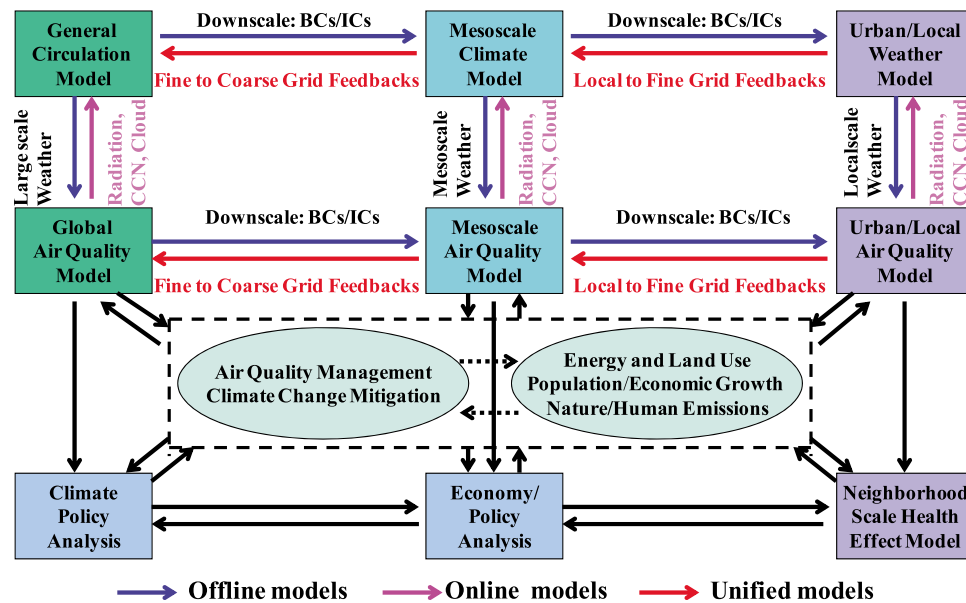 General
Circulation
Model
Downscale: BCs/ICs
Fine to Coarse Grid Feedbacks
Mesoscale
Climate
Model
Downscale: BCs/ICs
Local to Fine Grid Feedbacks
Urban/Local
Weather
Model
Large scale
Weather
Radiation,
CCN, Cloud
Mesoscale
Weather
Radiation,
CCN, Cloud
Localscale
Weather
Radiation,
CCN, Cloud
Global
Air Quality
Model
Downscale: BCs/ICs
Fine to Coarse Grid Feedbacks
Mesoscale
Air Quality
Model
Downscale: BCs/ICs
Local to Fine Grid Feedbacks
Urban/Local
Air Quality
Model
Air Quality Management
Climate Change Mitigation
Energy and Land Use
Population/Economic Growth
Nature/Human Emissions
Climate
Policy
Analysis
Economy/
Policy
Analysis
Neighborhood
Scale Health
Effect Model
Offline models
Online models
Unified models